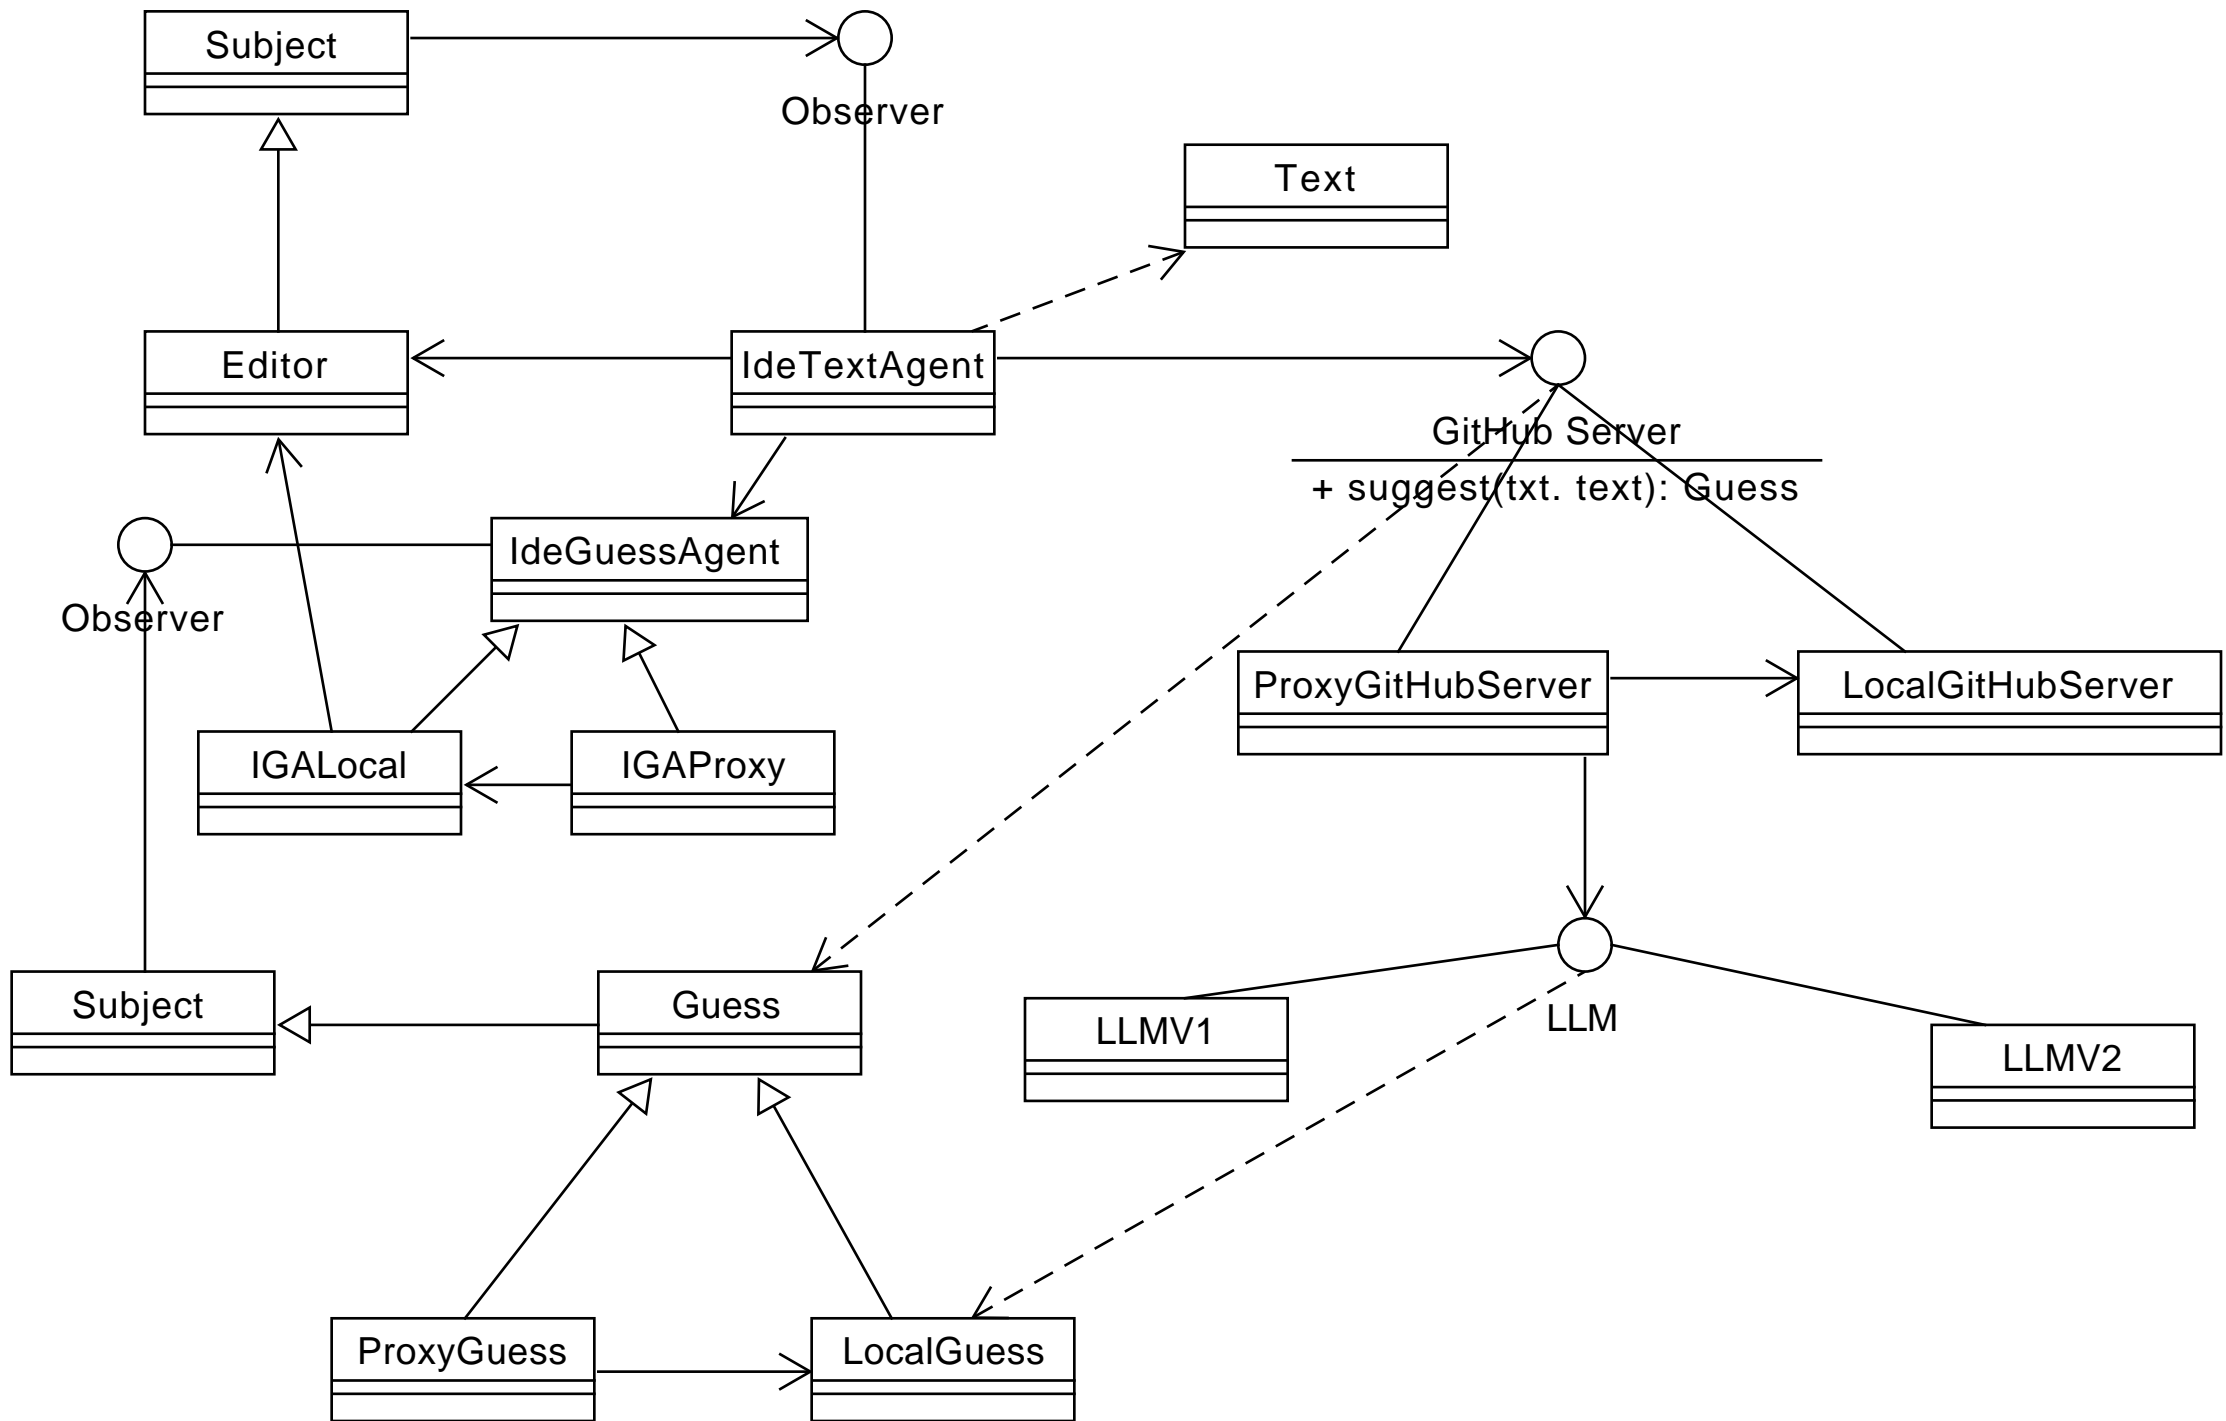 Subject
Observer
Text
Editor
IdeTextAgent
GitHub Server
+ suggest(txt. text): Guess
IdeGuessAgent
Observer
ProxyGitHubServer
LocalGitHubServer
IGALocal
IGAProxy
Subject
Guess
LLM
LLMV1
LLMV2
ProxyGuess
LocalGuess